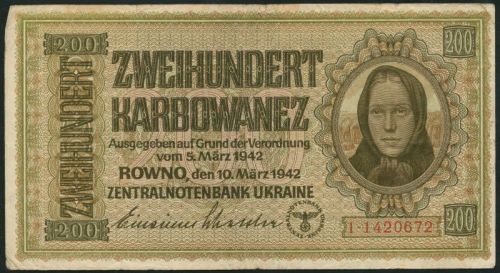 200
200
ZWEIHUNDERT
ZWEIHUNDERT
KARBOWANEZ
Ausgegeben auf Grund der Verordnung
vom 5. März 1942
ROWNO, den 10. März 1942
ZENTRALNOTENBANK UKRAINE
I·1420672
200
200